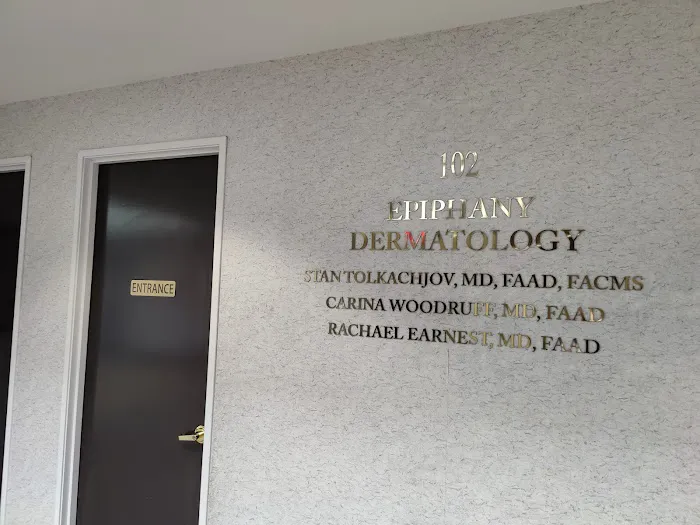 102
EPIPHANY
DERMATOLOGY
STAN TOLKACHJOV, MD, FAAD, FACMS
CARINA WOODRUFF, MD, FAAD
RACHAEL EARNEST, MD, FAAD
ENTRANCE